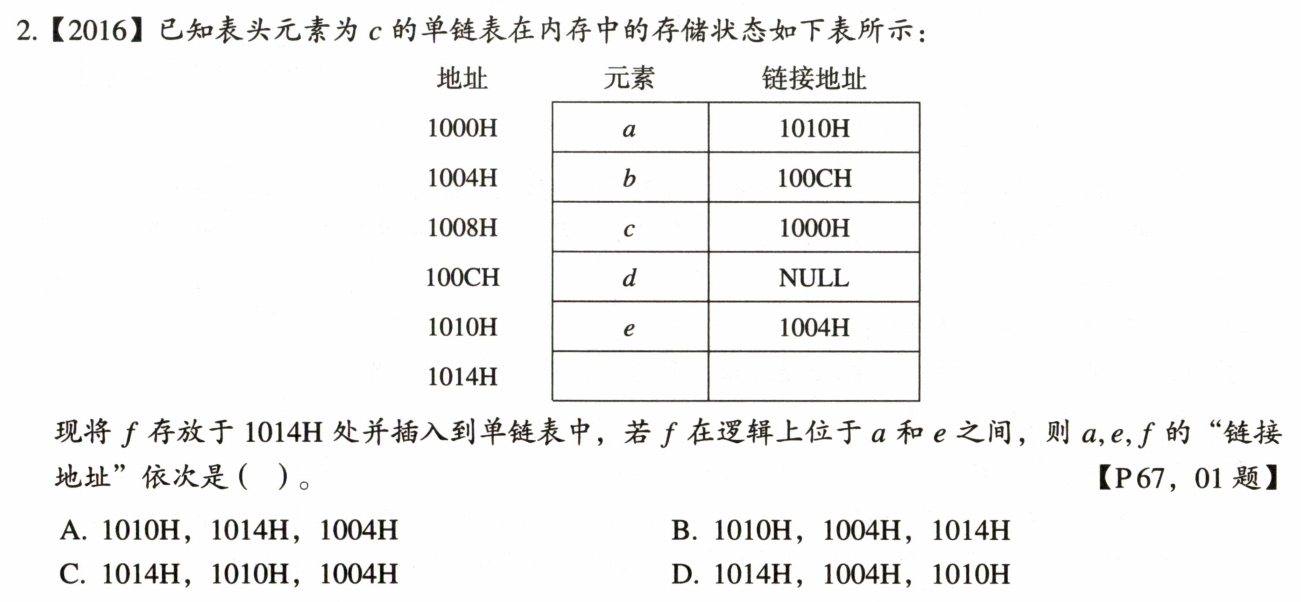 2.【2016】已知表头元素为 c 的单链表在内存中的存储状态如下表所示：
地址 元素 链接地址
1000H a 1010H
1004H b 100CH
1008H c 1000H
100CH d NULL
1010H e 1004H
1014H
现将 f 存放于 1014H 处并插入到单链表中，若 f 在逻辑上位于 a 和 e 之间，则 a,e,f 的“链接
地址”依次是（ ）。 【P67，01 题】
A. 1010H，1014H，1004H B. 1010H，1004H，1014H
C. 1014H，1010H，1004H D. 1014H，1004H，1010H